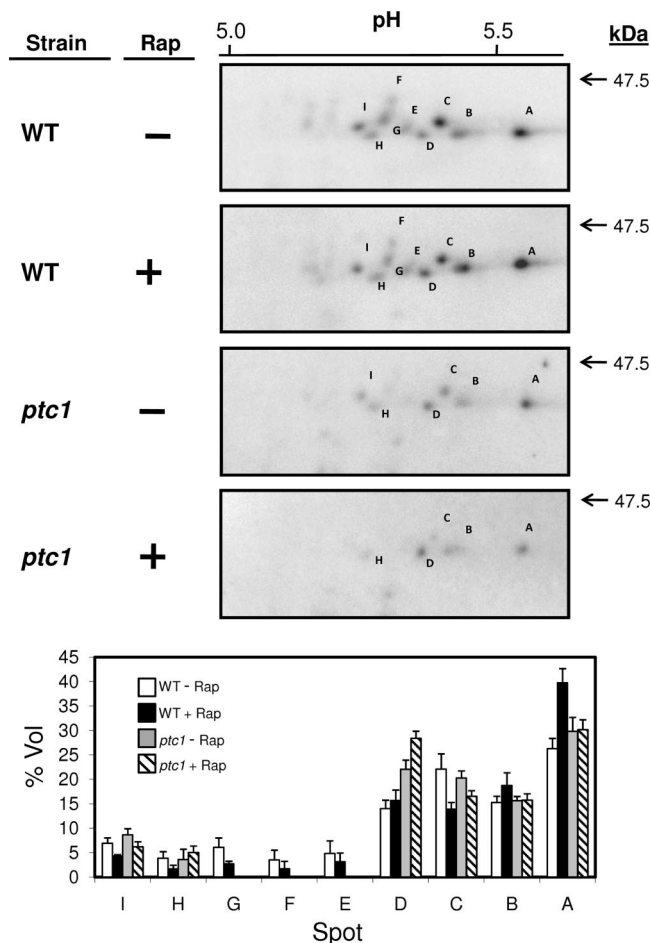 pH
Strain Rap 5.0 5.5 kDa
47.5
F
I E C B A
G
H D
WT −
47.5
F
I E C B A
G
H D
WT +
47.5
I C B A
H D
ptc1 −
47.5
C B A
H D
ptc1 +
45
40
35
30
25
20
15
10
5
0
% Vol
WT - Rap
WT + Rap
ptc1 - Rap
ptc1 + Rap
I H G F E D C B A
Spot